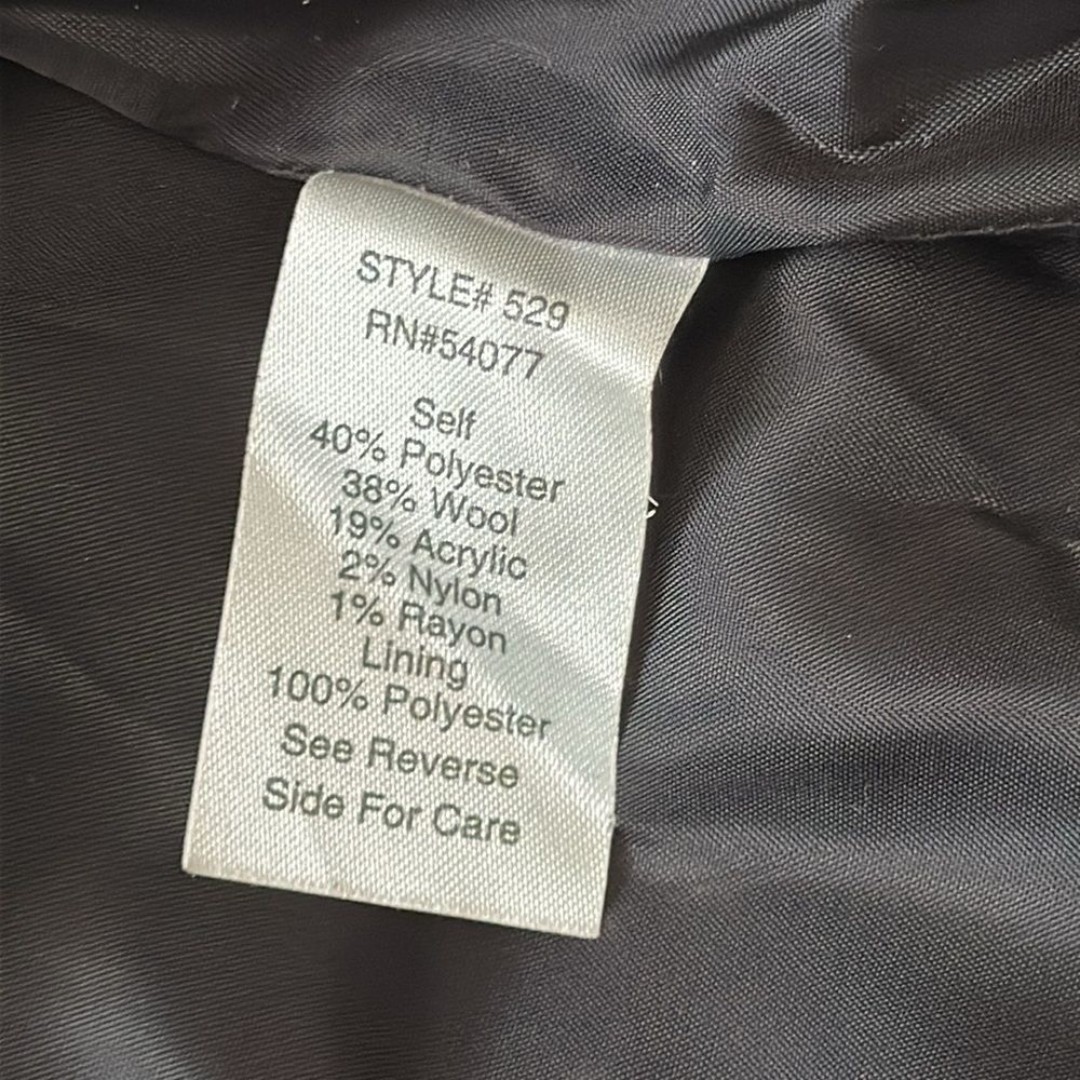 STYLE# 529
RN#54077
Self
40% Polyester
38% Wool
19% Acrylic
2% Nylon
1% Rayon
Lining
100% Polyester
See Reverse
Side For Care